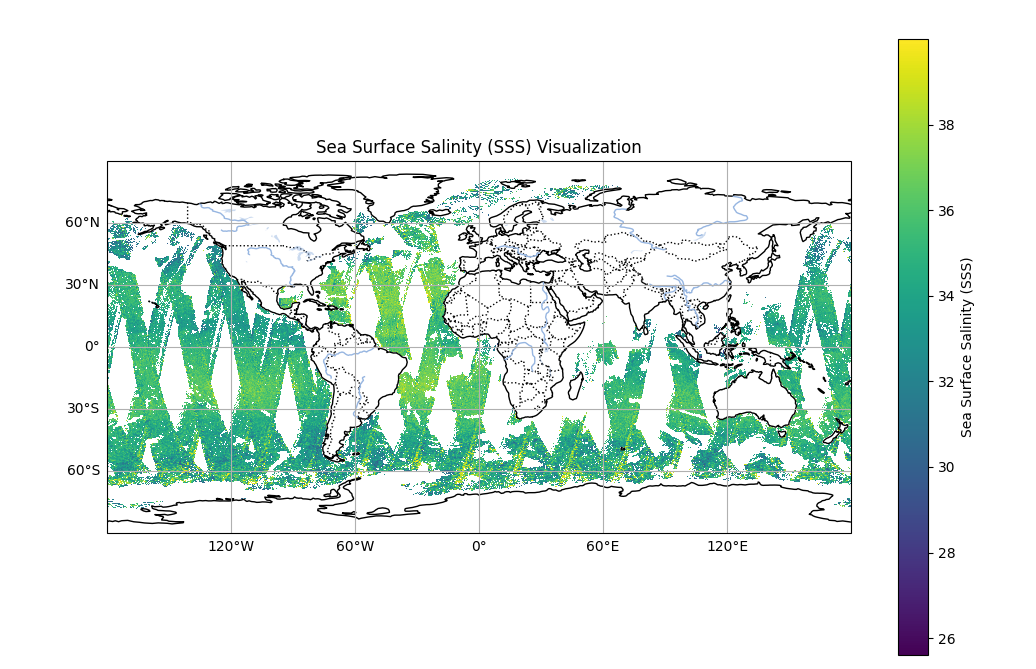 Sea Surface Salinity (SSS) Visualization
60°N
30°N
0°
30°S
60°S
120°W
60°W
0°
60°E
120°E
38
36
34
32
30
28
26
Sea Surface Salinity (SSS)